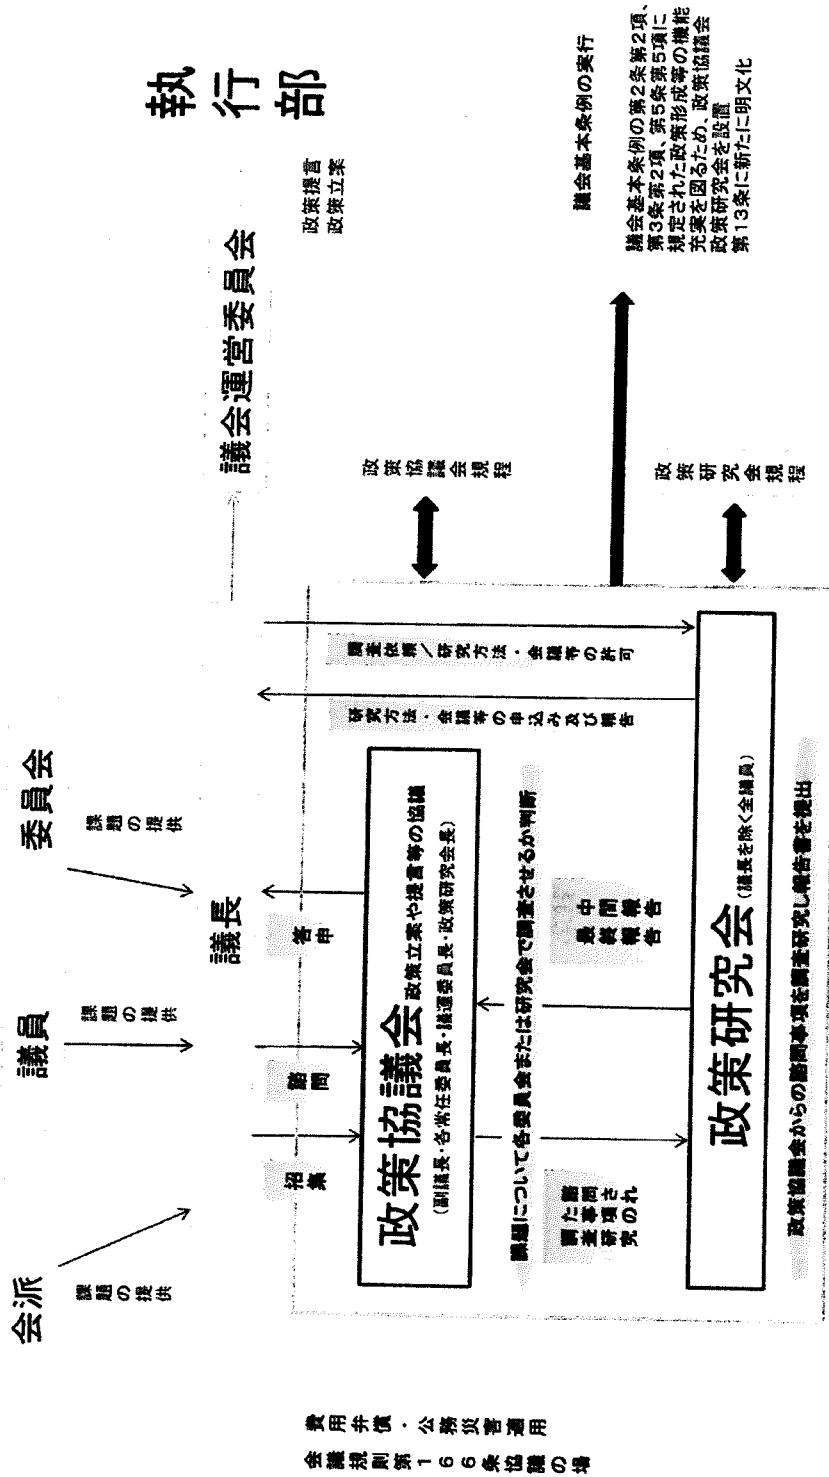 会派
課題の提供
議員
課題の提供
委員会
課題の提供
議長
議会運営委員会
執行部
政策提言
政策立案
招集
諮問
答申
研究方法・会議等の申込み及び報告
調査依頼／研究方法・会議等の許可
政策協議会 政策立案や提言等の協議
(副議長・各常任委員長・議運委員長・政策研究会長)
政策協議会規程
課題について各委員会または研究会で調査させるか判断
諮問された事項の調査研究
中間報告
最終報告
政策研究会(議長を除く全議員)
政策研究会規程
政策協議会からの諮問事項を調査研究し報告書を提出
議会基本条例の実行
議会基本条例の第2条第2項、
第3条第2項、第5条第5項に
規定された政策形成等の機能
充実を図るため、政策協議会
政策研究会を設置
第13条に新たに明文化
費用弁償・公務災害適用
会議規則第166条協議の場